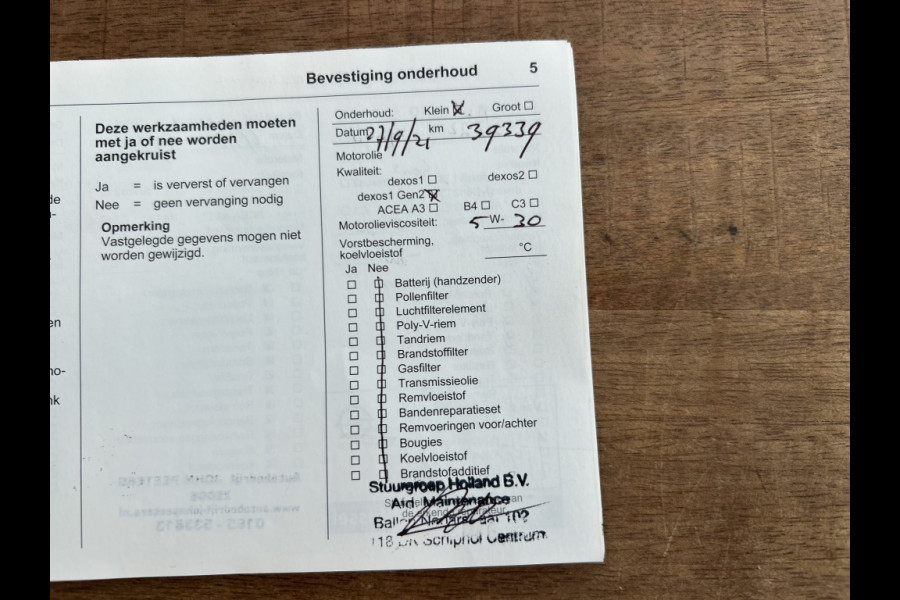 Bevestiging onderhoud 5
Deze werkzaamheden moeten
met ja of nee worden
aangekruist
Ja = is ververst of vervangen
Nee = geen vervanging nodig
Opmerking
Vastgelegde gegevens mogen niet
worden gewijzigd.
Onderhoud: Klein Groot
Datum 27/9/21 km 39339
Motorolie
Kwaliteit:
dexos1 dexos2
dexos1 Gen2
ACEA A3 B4 C3
Motorolieviscositeit: 5 W- 30
Vorstbescherming,
koelvloeistof °C
Ja Nee
Batterij (handzender)
Pollenfilter
Luchtfilterelement
Poly-V-riem
Tandriem
Brandstoffilter
Gasfilter
Transmissieolie
Remvloeistof
Bandenreparatieset
Remvoeringen voor/achter
Bougies
Koelvloeistof
Brandstofadditief
Stuurgroep Holland B.V.
Maintenance
Schiphol Centrum